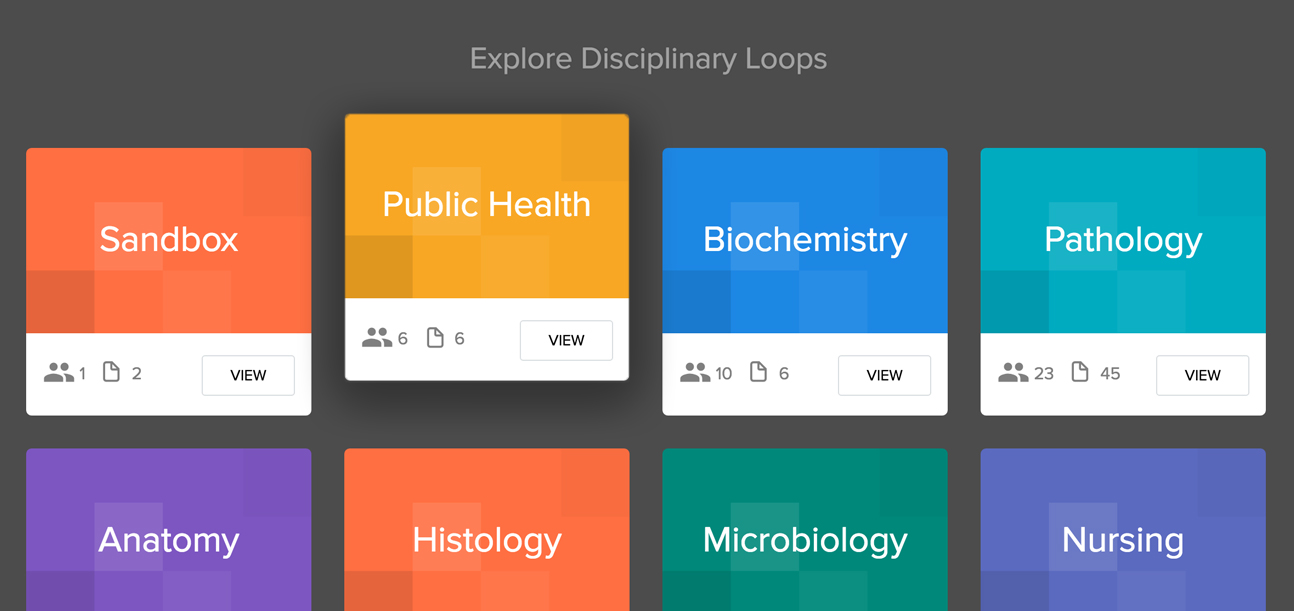 Explore Disciplinary Loops
Sandbox
1 2 VIEW
Public Health
6 6 VIEW
Biochemistry
10 6 VIEW
Pathology
23 45 VIEW
Anatomy
Histology
Microbiology
Nursing